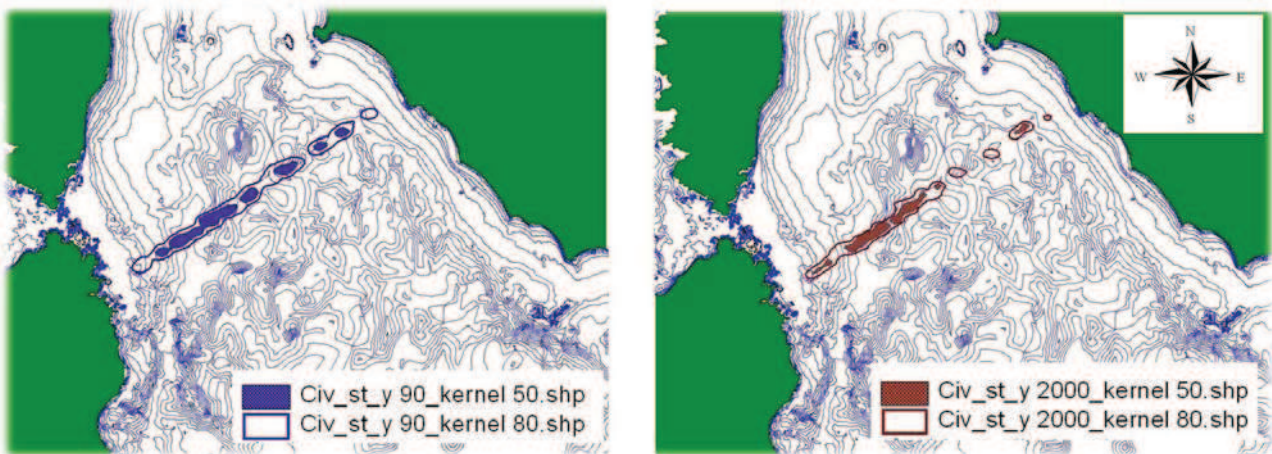 N
W E
S
Civ_st_y 90_kernel 50.shp
Civ_st_y 90_kernel 80.shp
Civ_st_y 2000_kernel 50.shp
Civ_st_y 2000_kernel 80.shp